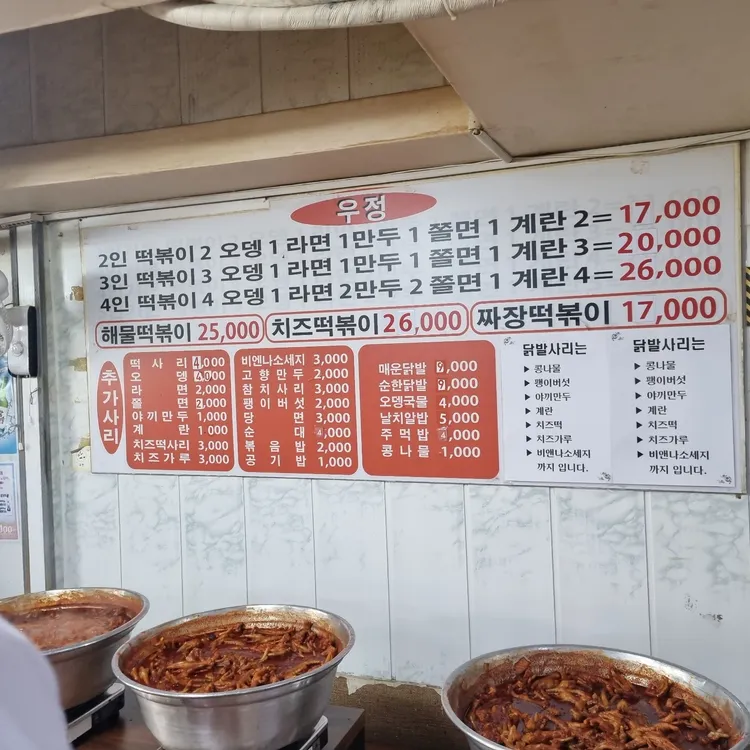 우정
2인 떡볶이 2 오뎅 1 라면 1만두 1 쫄면 1 계란 2= 17,000
3인 떡볶이 3 오뎅 1 라면 1만두 1 쫄면 1 계란 3= 20,000
4인 떡볶이 4 오뎅 1 라면 2만두 2 쫄면 1 계란 4= 26,000
해물떡볶이 25,000 치즈떡볶이 26,000 짜장떡볶이 17,000
추가사리
떡사리 4,000
오뎅
라면 2,000
쫄면 2,000
야끼만두 1,000
계란 1 000
치즈떡사리 3,000
치즈가루 3,000
비엔나소세지 3,000
고향만두 2,000
참치사리 3,000
팽이버섯 2,000
당면 3,000
순대 4,000
볶음밥 2,000
공기밥 1,000
매운닭발 9,000
순한닭발 9,000
오뎅국물 4,000
날치알밥 5,000
주먹밥 4,000
콩나물 1,000
닭발사리는
▶ 콩나물
▶ 팽이버섯
▶ 야끼만두
▶ 계란
▶ 치즈떡
▶ 치즈가루
▶ 비엔나소세지
까지 입니다.
닭발사리는
▶ 콩나물
▶ 팽이버섯
▶ 야끼만두
▶ 계란
▶ 치즈떡
▶ 치즈가루
▶ 비엔나소세지
까지 입니다.